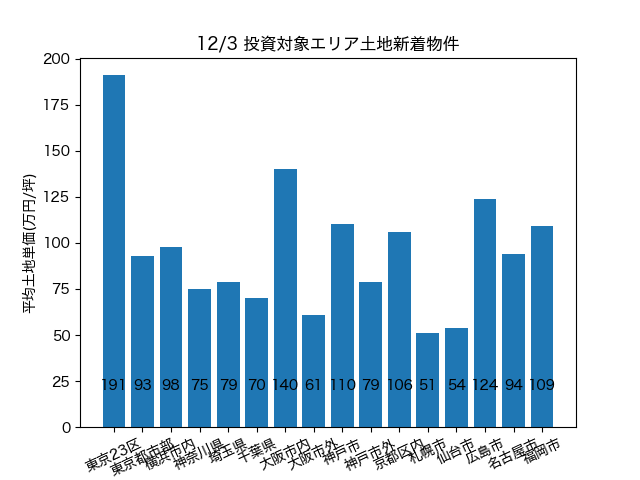 12/3 投資対象エリア土地新着物件
平均土地単価(万円/坪)
200
175
150
125
100
75
50
25
0
191 93 98 75 79 70 140 61 110 79 106 51 54 124 94 109
東京23区
東京都市部
横浜市内
神奈川県
埼玉県
千葉県
大阪市内
大阪市外
神戸市
神戸市外
京都区内
札幌市
仙台市
広島市
名古屋市
福岡市